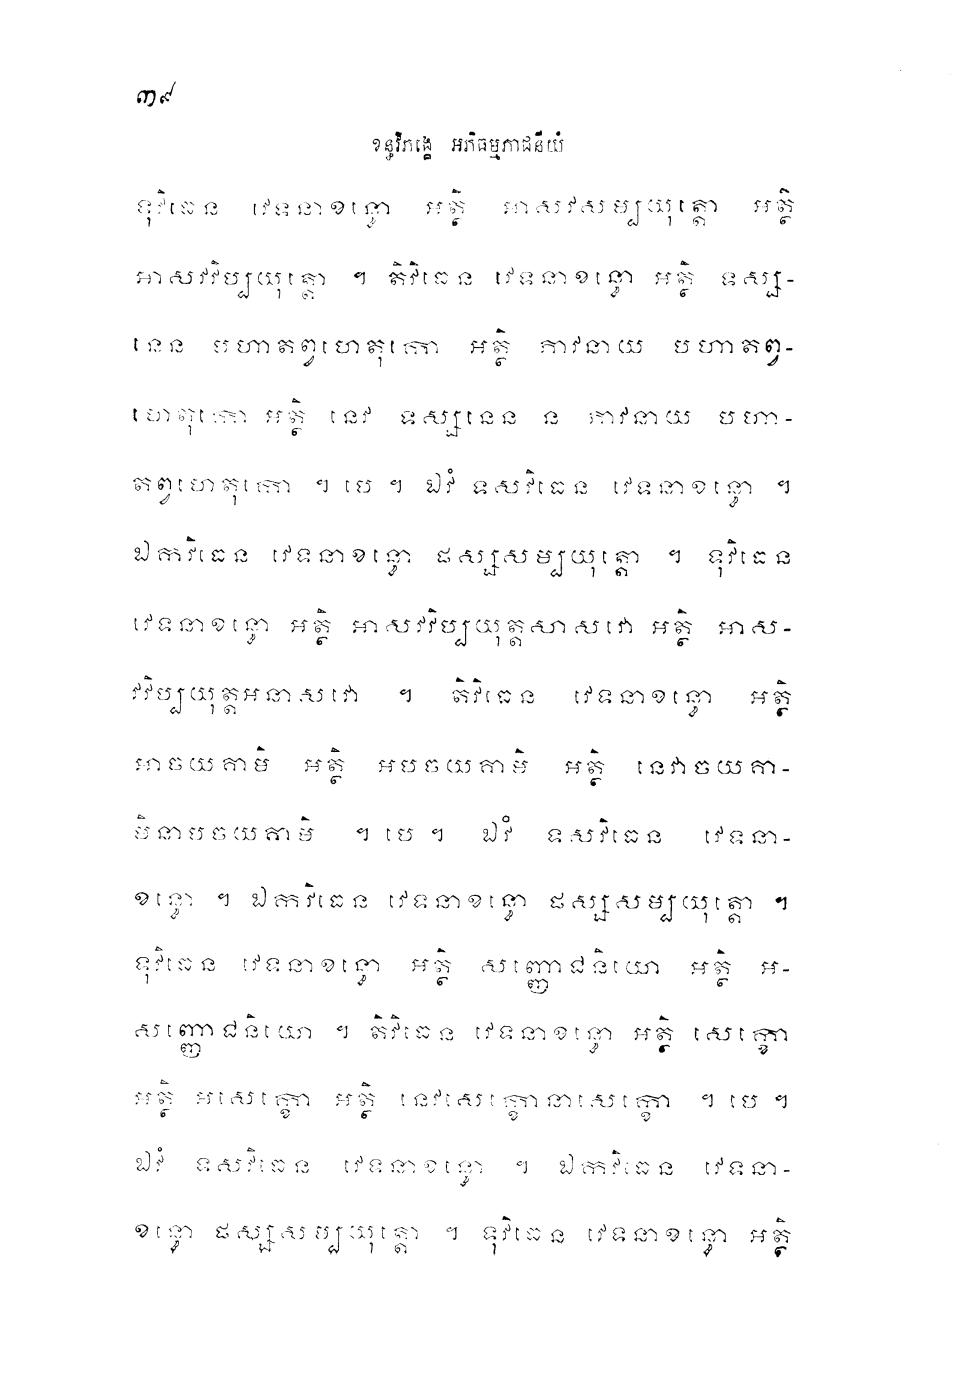 ៣៩
ខន្ធវិភង្គេ អភិធម្មភាជនីយំ
ទុវិធេន វេទនាខន្ធោ អត្ថិ អាសវសម្បយុត្តោ អត្ថិ
អាសវវិប្បយុត្តោ ។ តិវិធេន វេទនាខន្ធោ អត្ថិ ទស្ស-
នេន បហាតព្វហេតុកោ អត្ថិ ភាវនាយ បហាតព្វ-
ហេតុកោ អត្ថិ នេវ ទស្សនេន ន ភាវនាយ បហា-
តព្វហេតុកោ ។ បេ ។ ឯវំ ទសវិធេន វេទនាខន្ធោ ។
ឯកវិធេន វេទនាខន្ធោ ផស្សសម្បយុត្តោ ។ ទុវិធេន
វេទនាខន្ធោ អត្ថិ អាសវវិប្បយុត្តសាសវោ អត្ថិ អាស-
វវិប្បយុត្តអនាសវោ ។ តិវិធេន វេទនាខន្ធោ អត្ថិ
អាចយគាមិ អត្ថិ អបចយគាមិ អត្ថិ នេវាចយគា-
មិនាបចយគាមិ ។ បេ ។ ឯវំ ទសវិធេន វេទនា-
ខន្ធោ ។ ឯកវិធេន វេទនាខន្ធោ ផស្សសម្បយុត្តោ ។
ទុវិធេន វេទនាខន្ធោ អត្ថិ សញ្ញោជនិយោ អត្ថិ អ-
សញ្ញោជនិយោ ។ តិវិធេន វេទនាខន្ធោ អត្ថិ សេក្ខោ
អត្ថិ អសេក្ខោ អត្ថិ នេវសេក្ខោនាសេក្ខោ ។ បេ ។
ឯវំ ទសវិធេន វេទនាខន្ធោ ។ ឯកវិធេន វេទនា-
ខន្ធោ ផស្សសម្បយុត្តោ ។ ទុវិធេន វេទនាខន្ធោ អត្ថិ